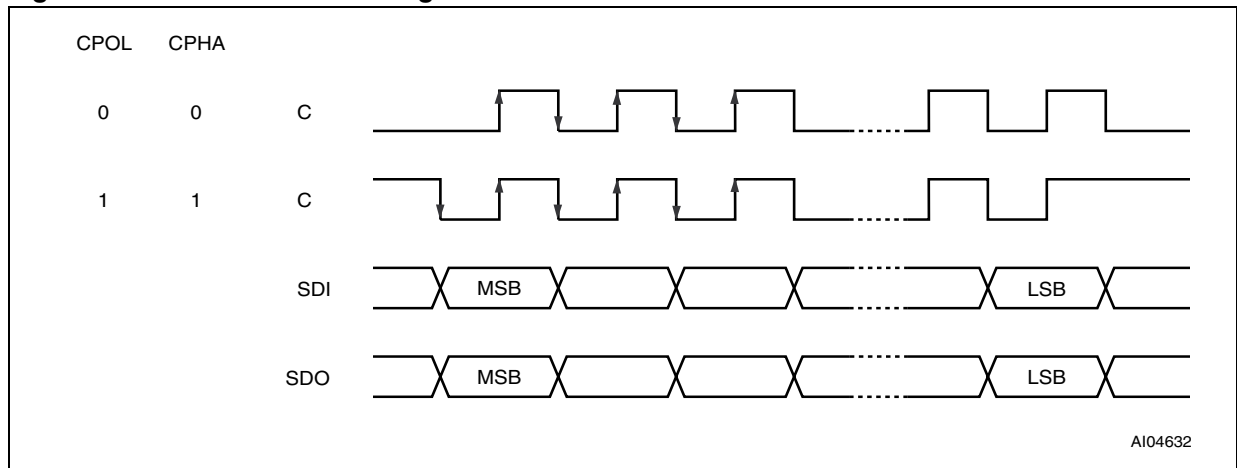 CPOL CPHA
0 0 C
1 1 C
SDI MSB LSB
SDO MSB LSB
AI04632